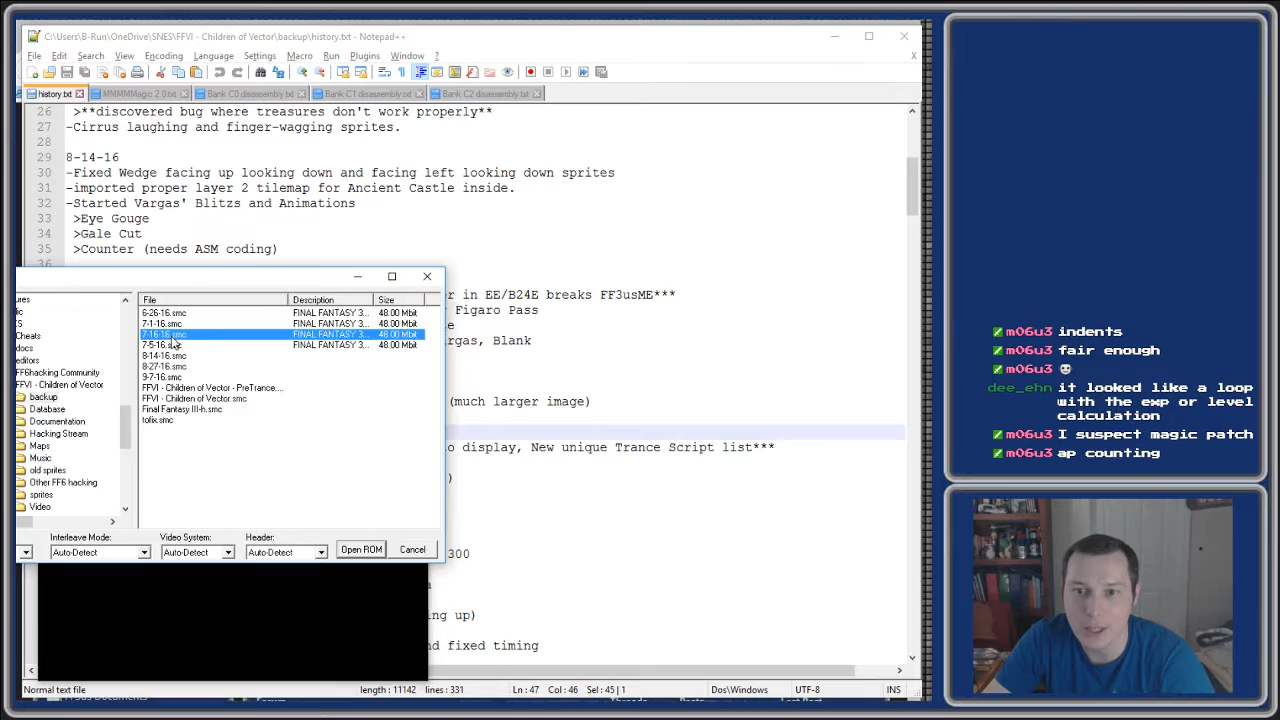 C:\Users\B-Run\OneDrive\SNES\FFVI - Children of Vector\backup\history.txt - Notepad++
File Edit Search View Encoding Language Settings Macro Run Plugins Window ?
X
history.txt MMMMMagic 2.0.txt Bank C0 disassembly.txt Bank C1 disassembly.txt Bank C2 disassembly.txt
26 >**discovered bug where treasures don't work properly**
27 -Cirrus laughing and finger-wagging sprites.
28
29 8-14-16
30 -Fixed Wedge facing up looking down and facing left looking down sprites
31 -imported proper layer 2 tilemap for Ancient Castle inside.
32 -Started Vargas' Blitzs and Animations
33 >Eye Gouge
34 >Gale Cut
35 >Counter (needs ASM coding)
36
er in EE/B24E breaks FF3usME***
r Figaro Pass
e
argas, Blank
(much larger image)
o display, New unique Trance Script list***
)
300
a
ing up)
nd fixed timing
ures
Cheats
docs
editors
FF6hacking Community
FFVI - Children of Vector
backup
Database
Documentation
Hacking Stream
Maps
Music
old sprites
Other FF6 hacking
sprites
Video
File Description Size
6-26-16.smc FINAL FANTASY 3... 48.00 Mbit
7-1-16.smc FINAL FANTASY 3... 48.00 Mbit
7-16-16.smc FINAL FANTASY 3... 48.00 Mbit
7-5-16.smc FINAL FANTASY 3... 48.00 Mbit
8-14-16.smc
8-27-16.smc
9-7-16.smc
FFVI - Children of Vector - PreTrance....
FFVI - Children of Vector.smc
Final Fantasy III-h.smc
tofix.smc
Interleave Mode: Video System: Header:
Auto-Detect Auto-Detect Auto-Detect Open ROM Cancel
Normal text file length : 11142 lines : 331 Ln : 47 Col : 46 Sel : 45 | 1 Dos\Windows UTF-8 INS
m06u3 indents
m06u3 fair enough
m06u3
dee_ehn it looked like a loop
with the exp or level
calculation
m06u3 I suspect magic patch
m06u3 ap counting